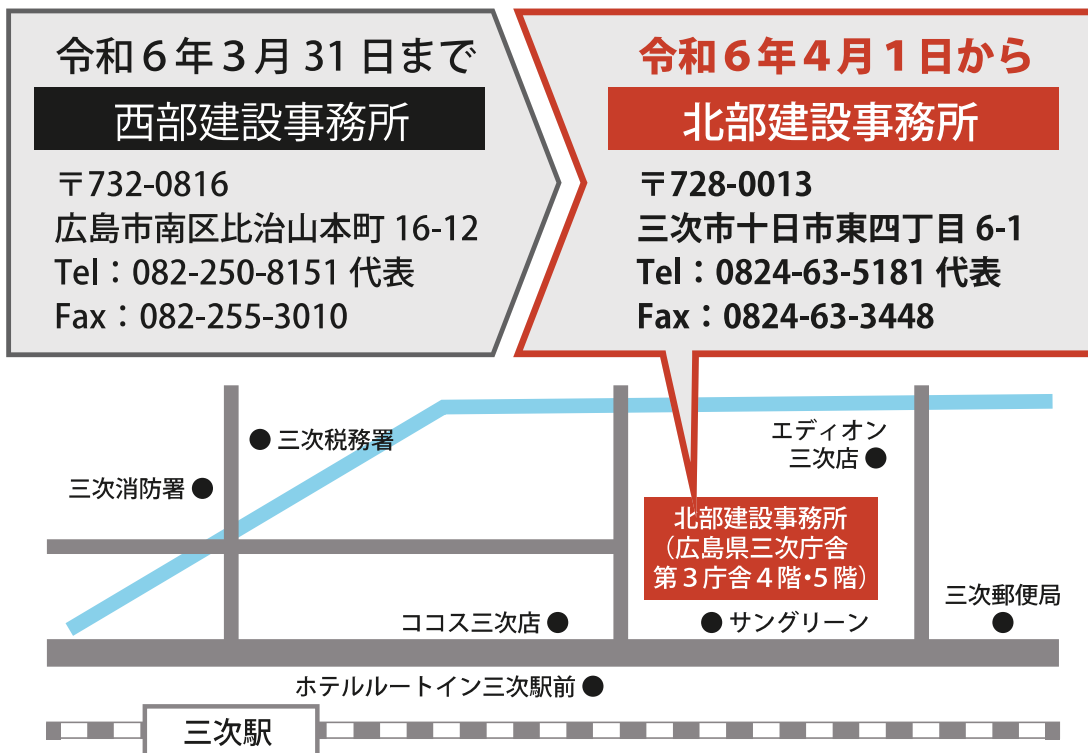 令和6年3月31日まで
西部建設事務所
〒732-0816
広島市南区比治山本町 16-12
Tel：082-250-8151 代表
Fax：082-255-3010
令和6年4月1日から
北部建設事務所
〒728-0013
三次市十日市東四丁目 6-1
Tel：0824-63-5181 代表
Fax：0824-63-3448
三次税務署
三次消防署
エディオン
三次店
北部建設事務所
（広島県三次庁舎
第3庁舎4階・5階）
三次郵便局
ココス三次店
サングリーン
ホテルルートイン三次駅前
三次駅